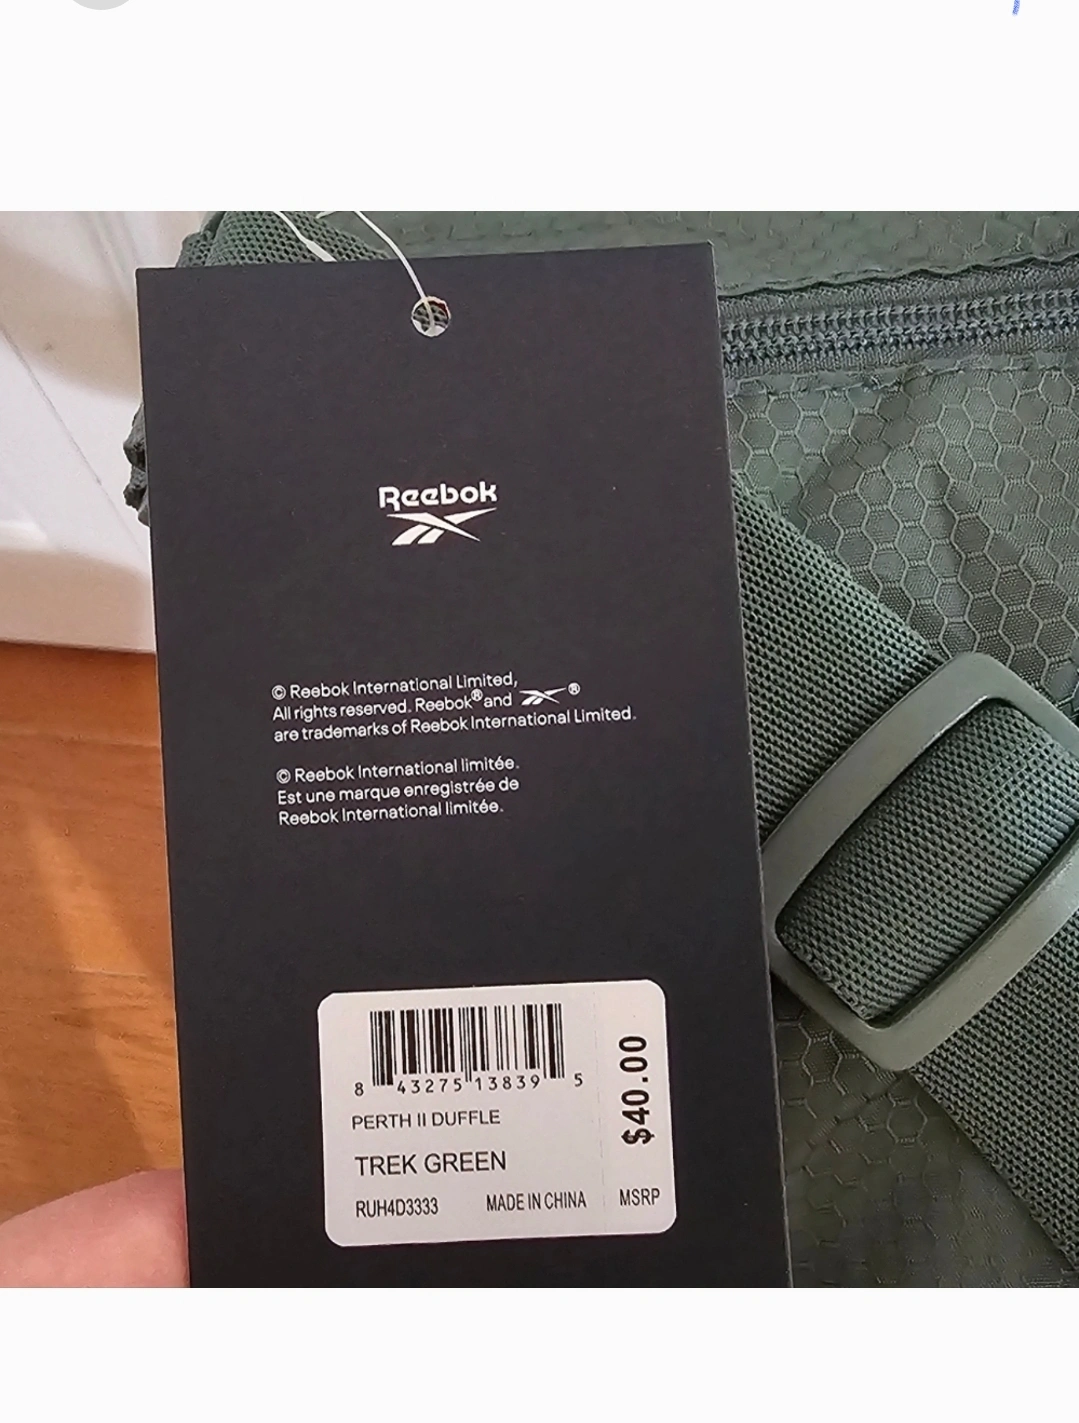 Reebok
© Reebok International Limited,
All rights reserved. Reebok® and ®
are trademarks of Reebok International Limited.
© Reebok International limitée.
Est une marque enregistrée de
Reebok International limitée.
8 43275 13839 5
PERTH II DUFFLE
TREK GREEN
RUH4D3333 MADE IN CHINA
$40.00
MSRP